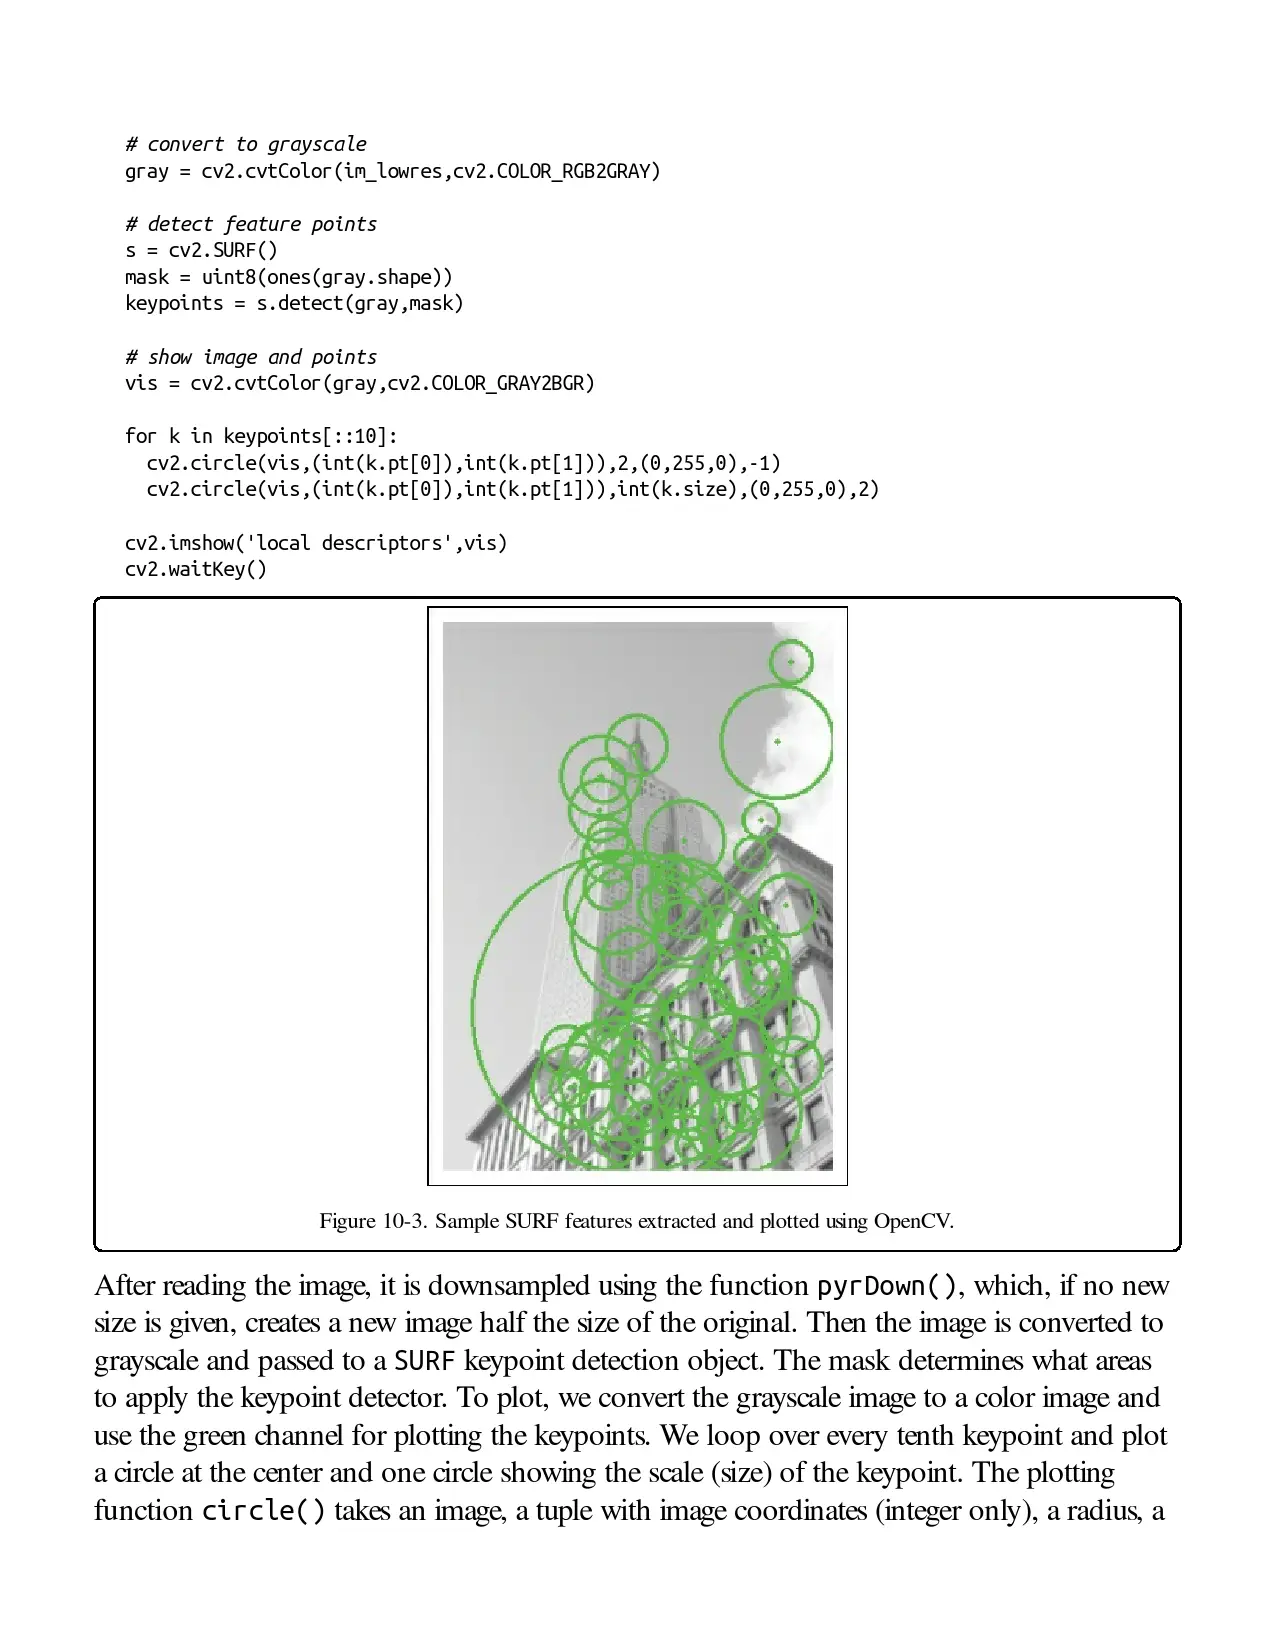 # convert to grayscale
gray = cv2.cvtColor(im_lowres,cv2.COLOR_RGB2GRAY)
# detect feature points
s = cv2.SURF()
mask = uint8(ones(gray.shape))
keypoints = s.detect(gray,mask)
# show image and points
vis = cv2.cvtColor(gray,cv2.COLOR_GRAY2BGR)
for k in keypoints[::10]:
  cv2.circle(vis,(int(k.pt[0]),int(k.pt[1])),2,(0,255,0),-1)
  cv2.circle(vis,(int(k.pt[0]),int(k.pt[1])),int(k.size),(0,255,0),2)
cv2.imshow('local descriptors',vis)
cv2.waitKey()
Figure 10-3. Sample SURF features extracted and plotted using OpenCV.
After reading the image, it is downsampled using the function pyrDown(), which, if no new
size is given, creates a new image half the size of the original. Then the image is converted to
grayscale and passed to a SURF keypoint detection object. The mask determines what areas
to apply the keypoint detector. To plot, we convert the grayscale image to a color image and
use the green channel for plotting the keypoints. We loop over every tenth keypoint and plot
a circle at the center and one circle showing the scale (size) of the keypoint. The plotting
function circle() takes an image, a tuple with image coordinates (integer only), a radius, a